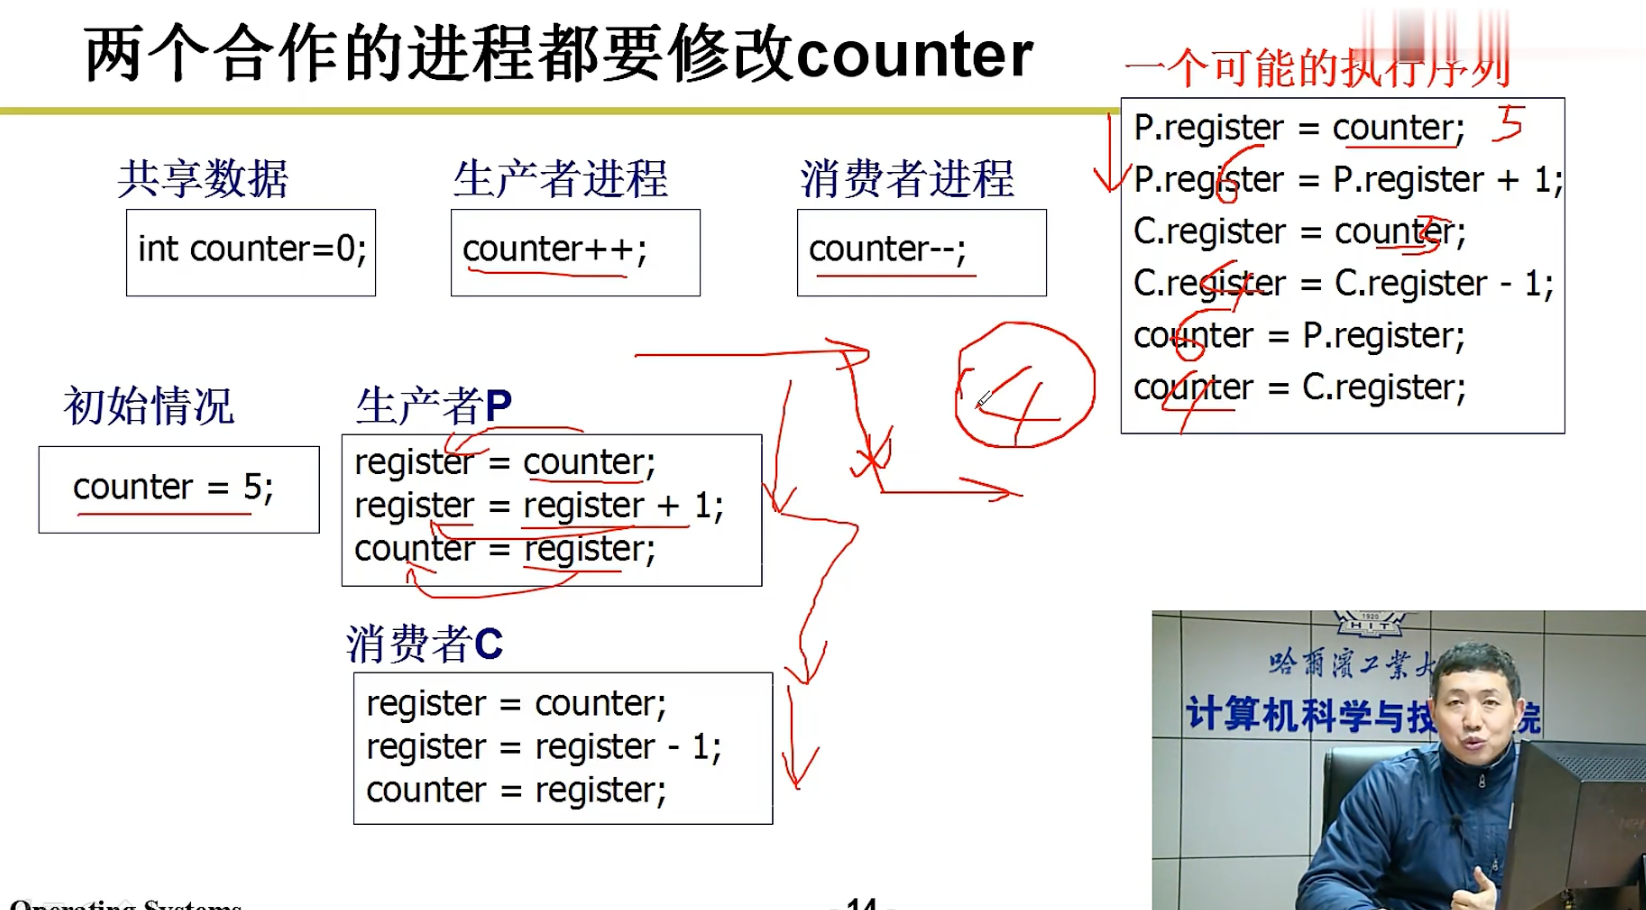 两个合作的进程都要修改counter
一个可能的执行序列
P.register = counter; 5
P.register = P.register + 1;
6
C.register = counter;
5
C.register = C.register - 1;
4
counter = P.register;
6
counter = C.register;
4
共享数据
int counter=0;
生产者进程
counter++;
消费者进程
counter--;
初始情况
counter = 5;
生产者P
register = counter;
register = register + 1;
counter = register;
4
消费者C
register = counter;
register = register - 1;
counter = register;
1920
HIT
哈爾濱工業大
计算机科学与技 院
Operating Systems
- 14 -